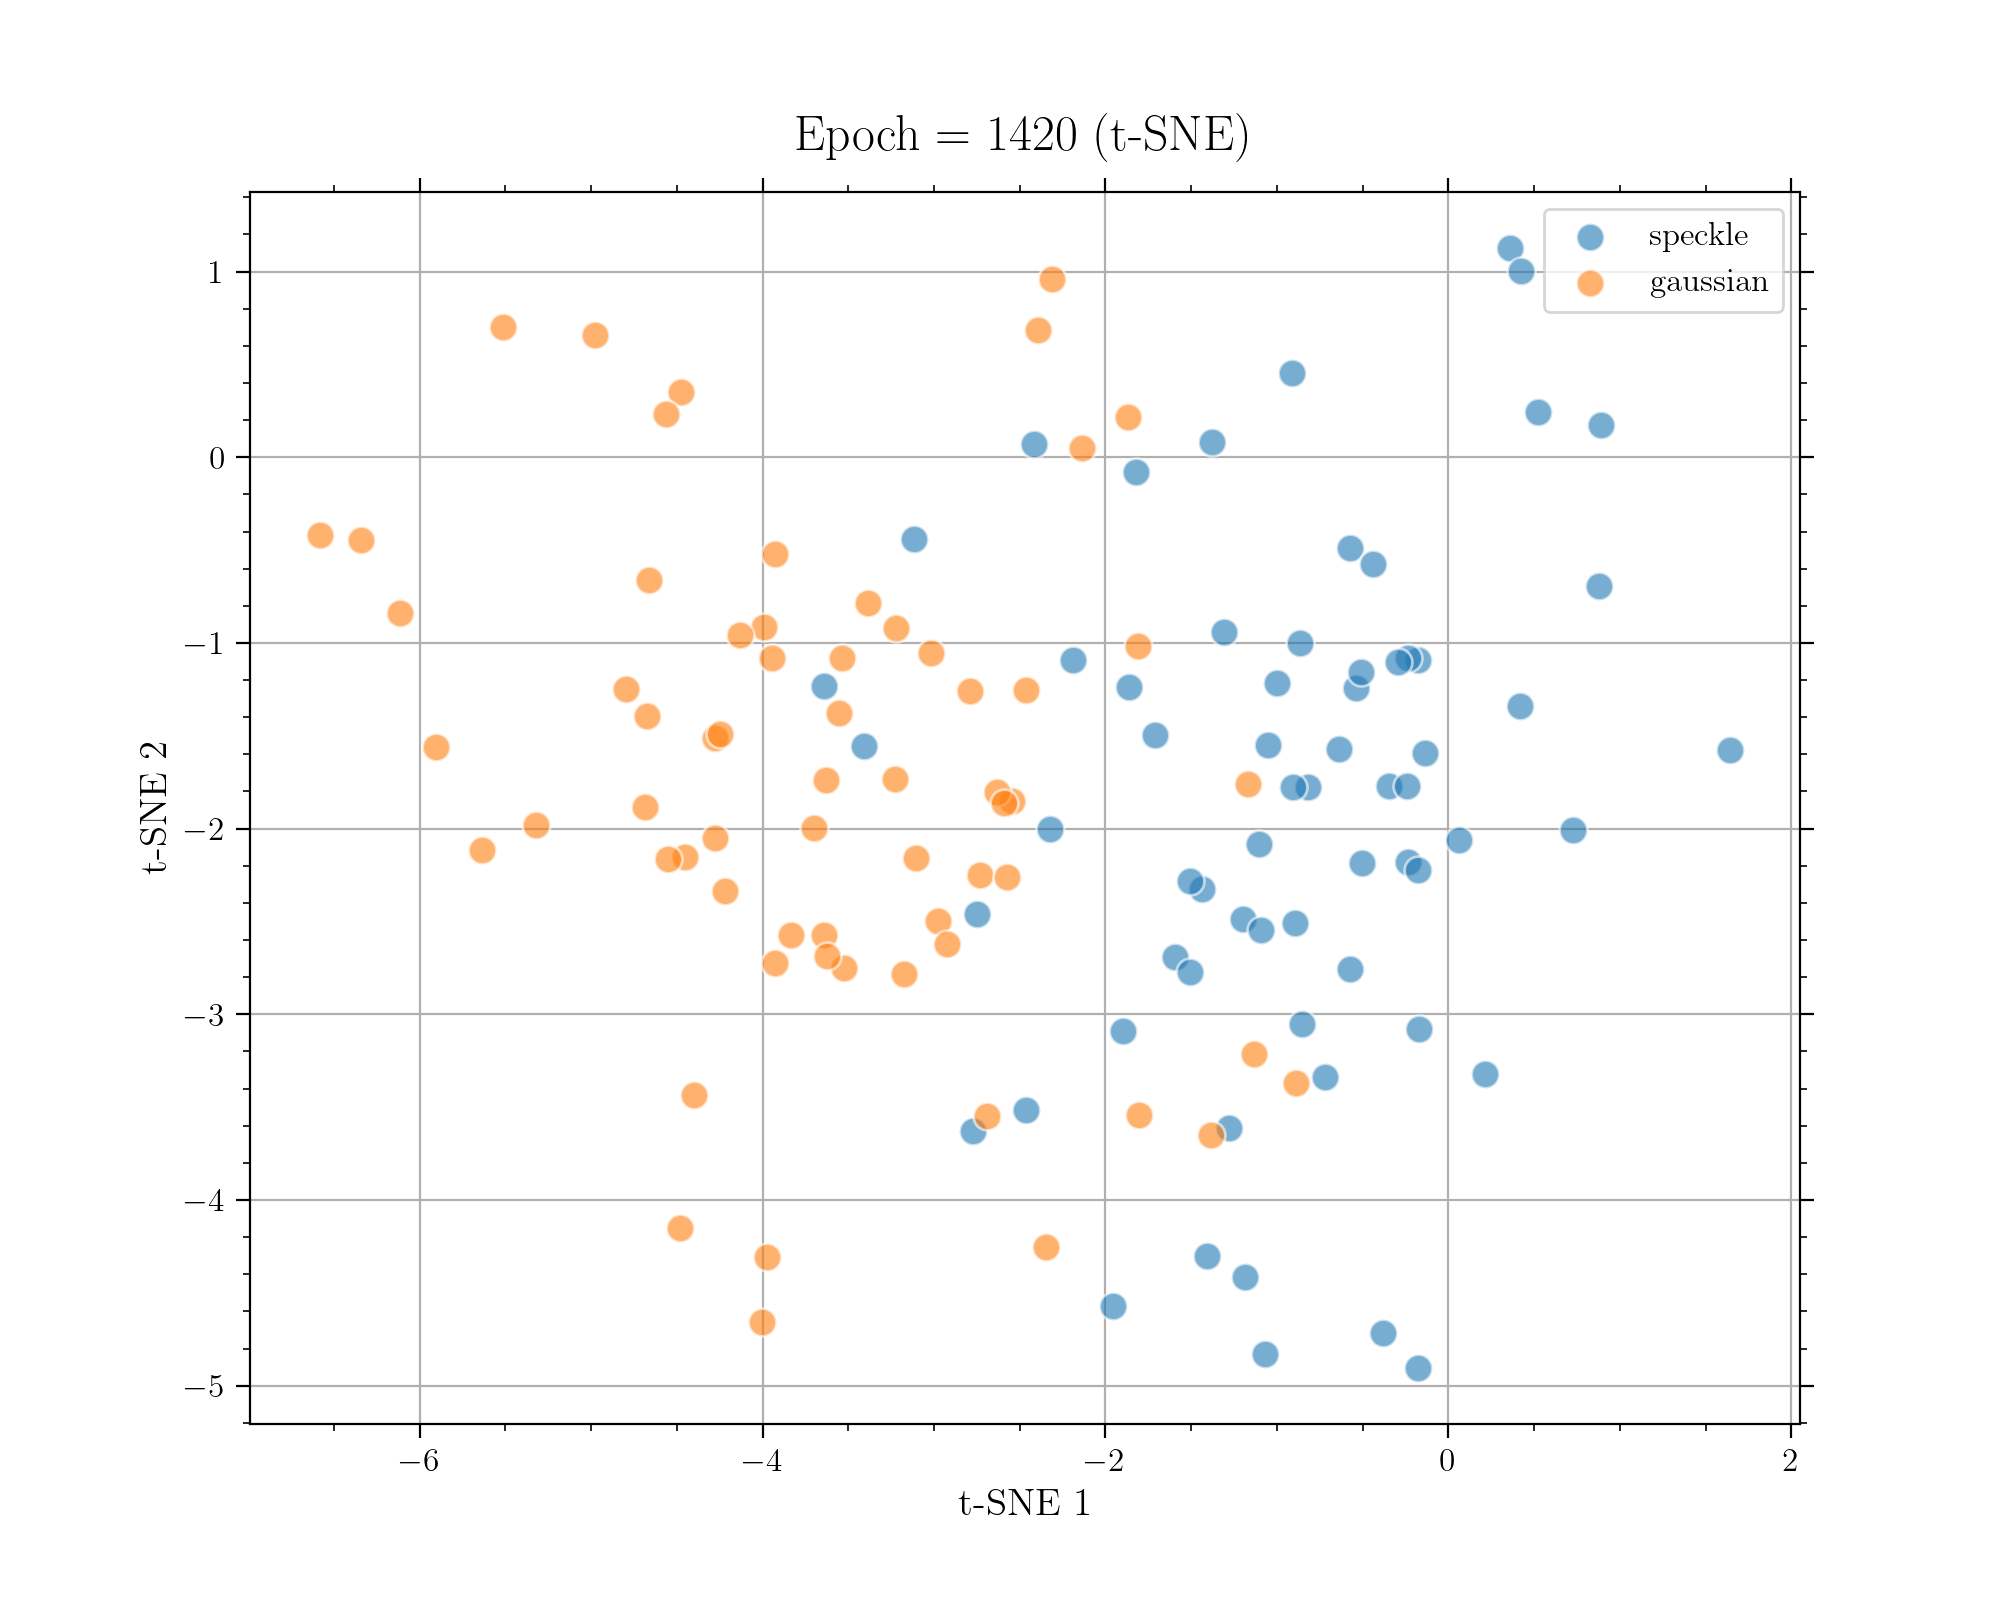 Epoch = 1420 (t-SNE)
speckle
gaussian
1
0
−1
−2
−3
−4
−5
t-SNE 2
−6 −4 −2 0 2
t-SNE 1